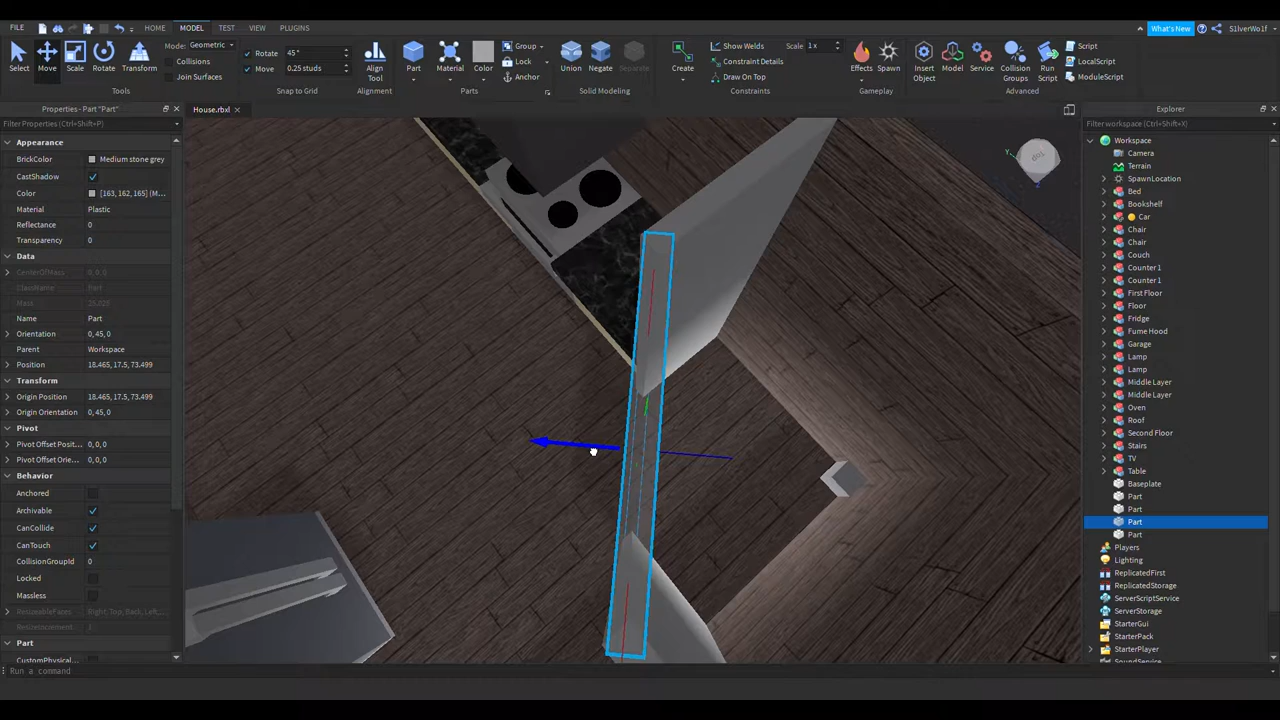 FILE HOME MODEL TEST VIEW PLUGINS What's New S1lverWo!f
Select Move Scale Rotate Transform
Mode: Geometric
Collisions
Join Surfaces
Tools
Rotate 45 °
Move 0.25 studs
Snap to Grid
Align Tool
Alignment
Part Material Color
Group
Lock
Anchor
Parts
Union Negate Separate
Solid Modeling
Create
Show Welds Scale 1 x
Constraint Details
Draw On Top
Constraints
Effects Spawn
Gameplay
Insert Object Model Service Collision Groups Run Script
Script
LocalScript
ModuleScript
Advanced
Properties - Part "Part"
Filter Properties (Ctrl+Shift+P)
Appearance
BrickColor Medium stone grey
CastShadow
Color [163, 162, 165] (M...
Material Plastic
Reflectance 0
Transparency 0
Data
CenterOfMass 0, 0, 0
ClassName Part
Mass
Name Part
Orientation 0, 45, 0
Parent Workspace
Position 18.465, 17.5, 73.499
Transform
Origin Position 18.465, 17.5, 73.499
Origin Orientation 0, 45, 0
Pivot
Pivot Offset Posit... 0, 0, 0
Pivot Offset Orie... 0, 0, 0
Behavior
Anchored
Archivable
CanCollide
CanTouch
CollisionGroupId 0
Locked
Massless
ResizeableFaces Right, Top, Back, Left,...
ResizeIncrement 1
Part
CustomPhysical...
Run a command
House.rbxl
Top
Y
Explorer
Filter workspace (Ctrl+Shift+X)
Workspace
Camera
Terrain
SpawnLocation
Bed
Bookshelf
Car
Chair
Chair
Couch
Counter 1
Counter 1
First Floor
Floor
Fridge
Fume Hood
Garage
Lamp
Lamp
Middle Layer
Middle Layer
Oven
Roof
Second Floor
Stairs
TV
Table
Baseplate
Part
Part
Part
Part
Players
Lighting
ReplicatedFirst
ReplicatedStorage
ServerScriptService
ServerStorage
StarterGui
StarterPack
StarterPlayer
SoundService